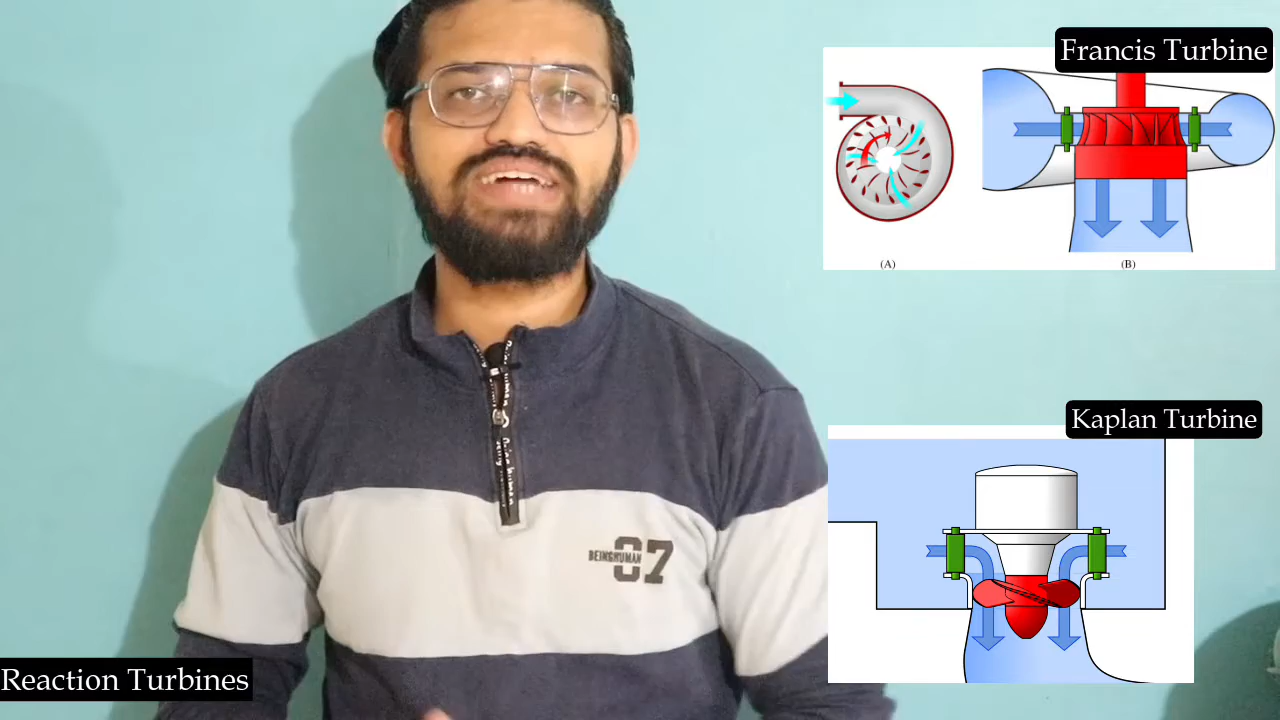 Francis Turbine
(A)
(B)
Kaplan Turbine
BEINGHUMAN 07
Reaction Turbines